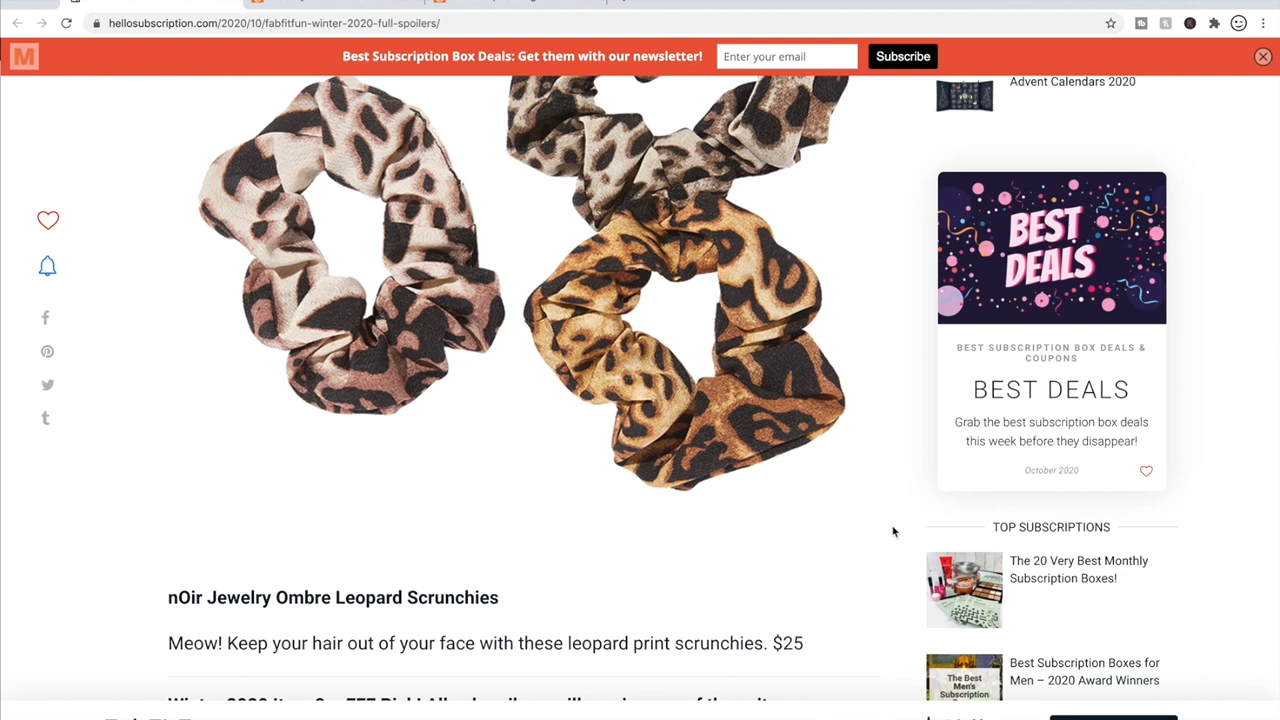 hellosubscription.com/2020/10/fabfitfun-winter-2020-full-spoilers/
M
Best Subscription Box Deals: Get them with our newsletter!
Enter your email
Subscribe
Advent Calendars 2020
BEST
DEALS
BEST SUBSCRIPTION BOX DEALS &
COUPONS
BEST DEALS
Grab the best subscription box deals
this week before they disappear!
October 2020
TOP SUBSCRIPTIONS
The 20 Very Best Monthly
Subscription Boxes!
nOir Jewelry Ombre Leopard Scrunchies
Meow! Keep your hair out of your face with these leopard print scrunchies. $25
Best Subscription Boxes for
Men – 2020 Award Winners
The Best
Men's
Subscription